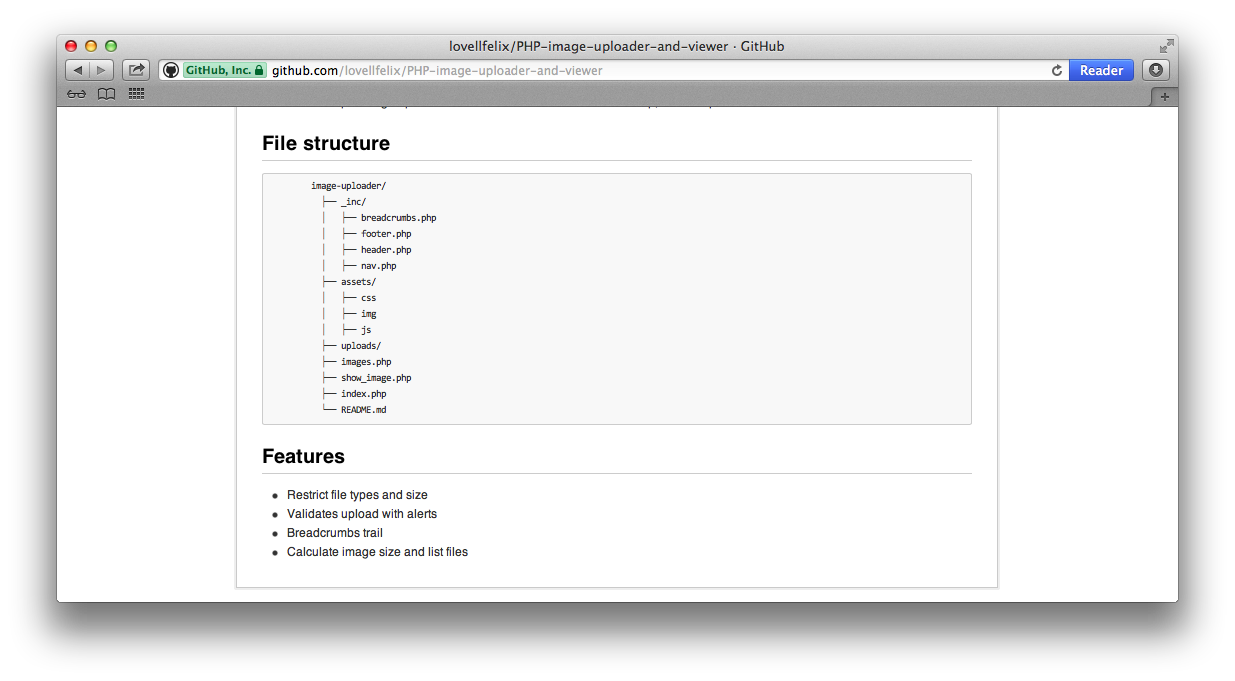 lovellfelix/PHP-image-uploader-and-viewer · GitHub
GitHub, Inc. github.com/lovellfelix/PHP-image-uploader-and-viewer
Reader
File structure
image-uploader/
├── _inc/
│   ├── breadcrumbs.php
│   ├── footer.php
│   ├── header.php
│   ├── nav.php
├── assets/
│   ├── css
│   ├── img
│   ├── js
├── uploads/
├── images.php
├── show_image.php
├── index.php
└── README.md
Features
• Restrict file types and size
• Validates upload with alerts
• Breadcrumbs trail
• Calculate image size and list files